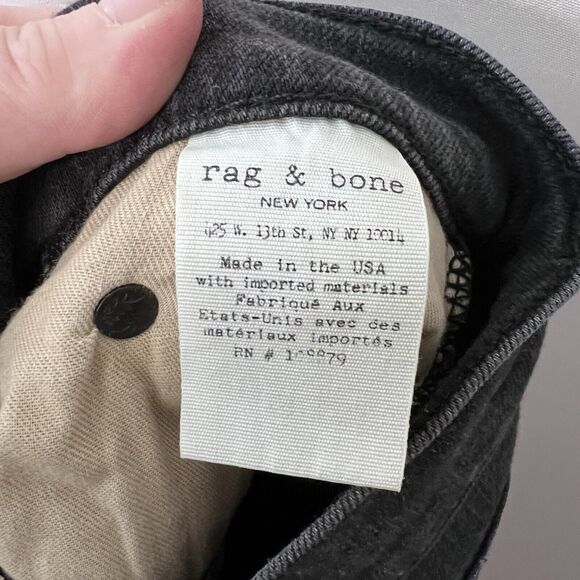 rag & bone
NEW YORK
425 W. 13th St, NY NY 10014
Made in the USA
with imported materials
Fabriqué Aux
Etats-Unis avec des
matériaux importés
RN #